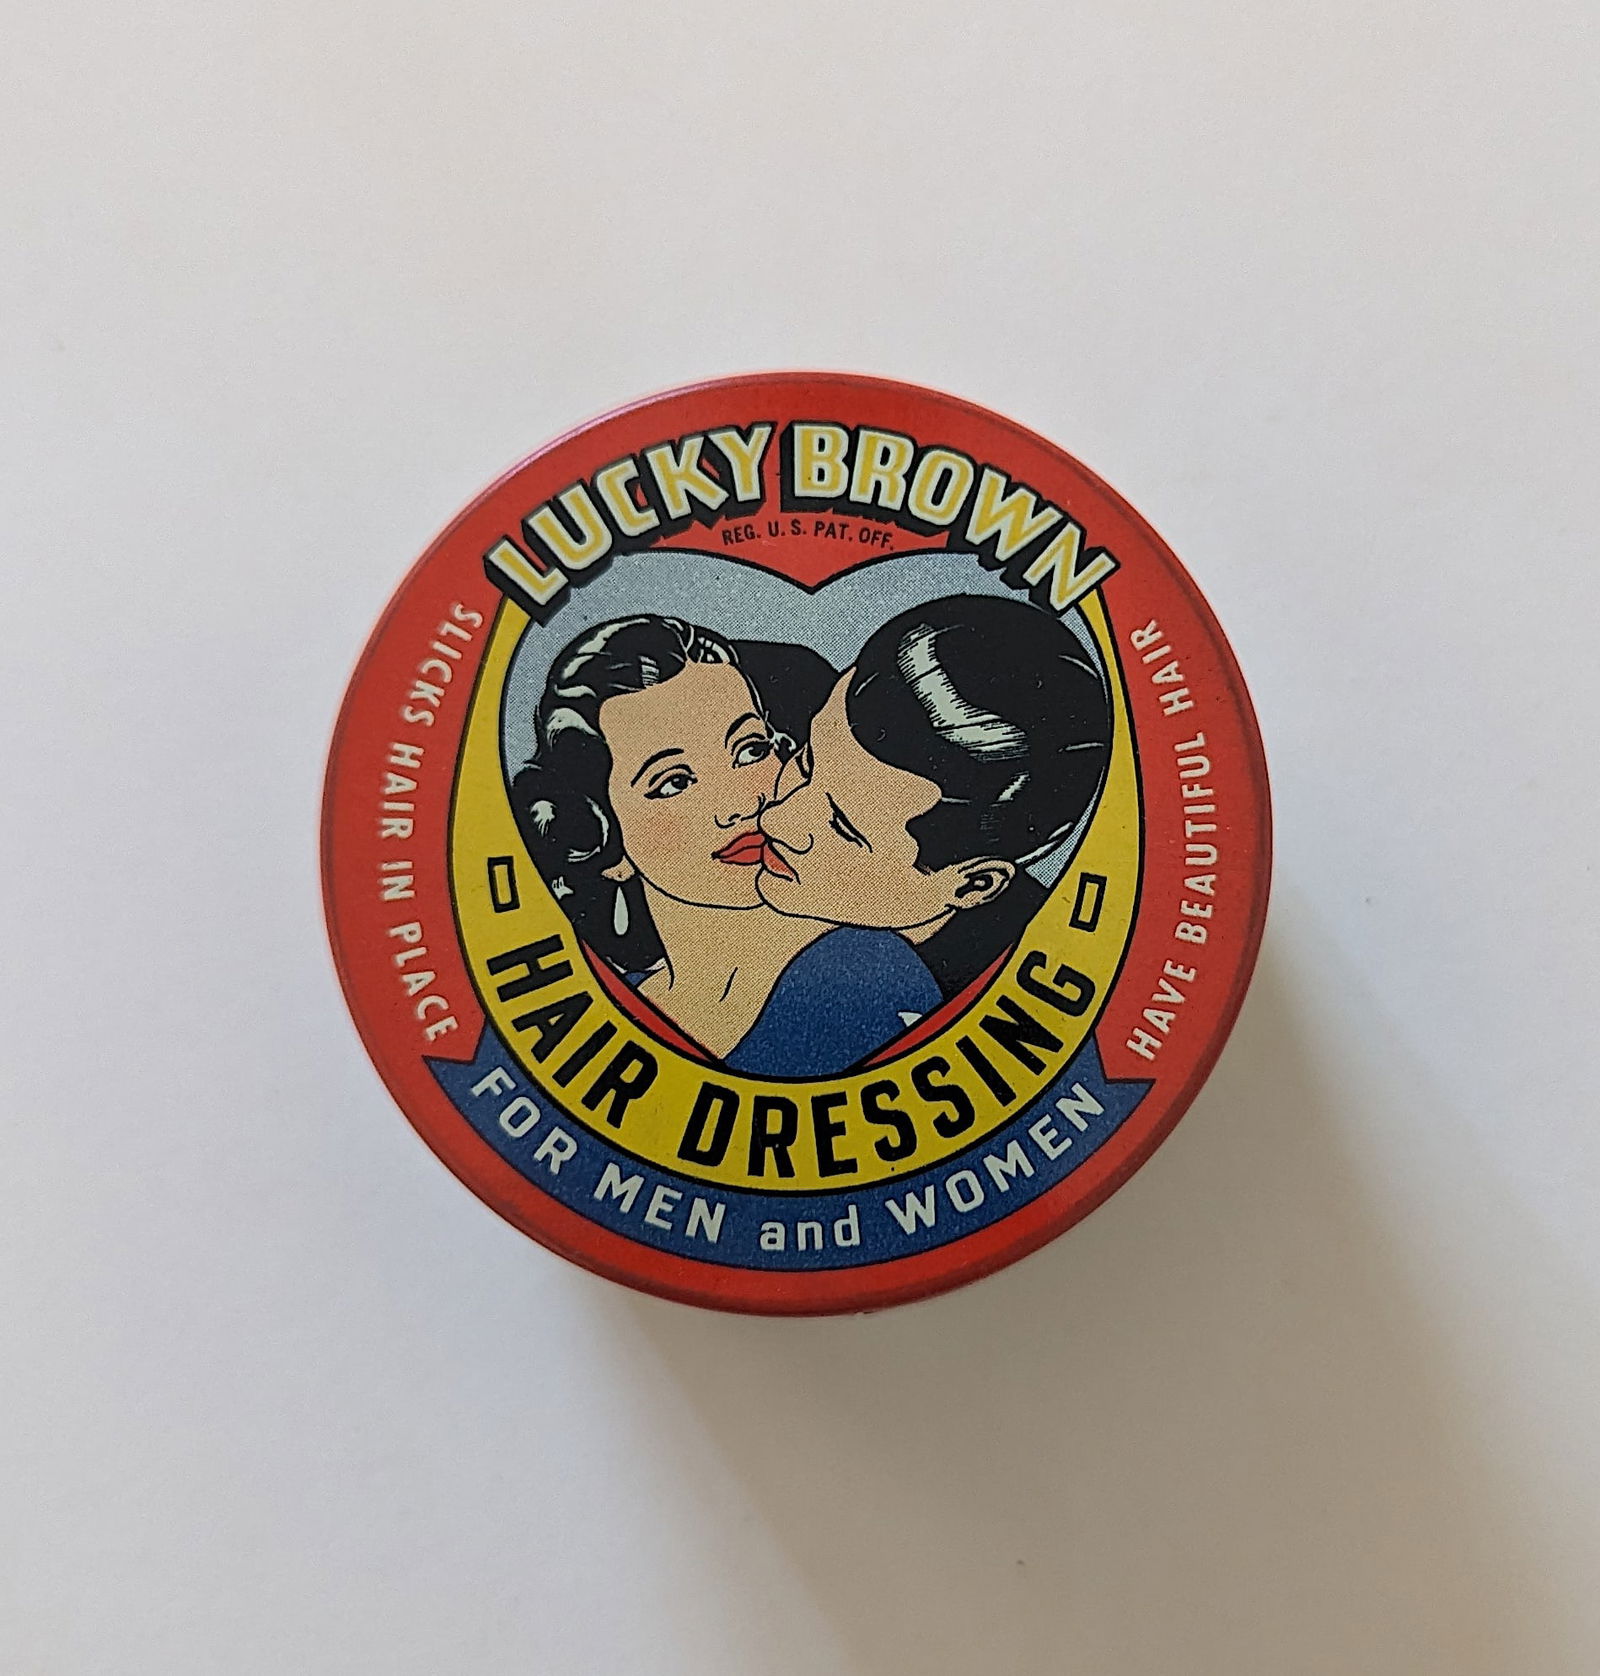 LUCKY BROWN
REG. U.S. PAT. OFF.
SLICKS HAIR IN PLACE
HAVE BEAUTIFUL HAIR
HAIR DRESSING
FOR MEN and WOMEN